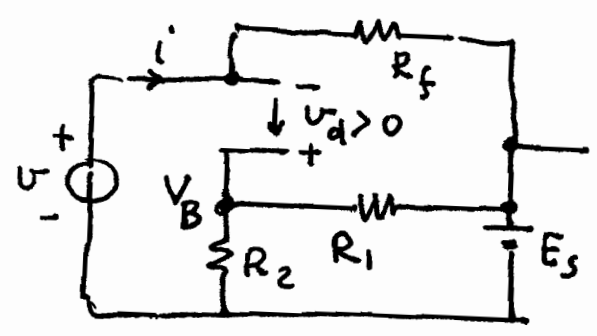 i
R_f
−
v_d > 0
+
+
v
−
V_B
R_2
R_1
E_s